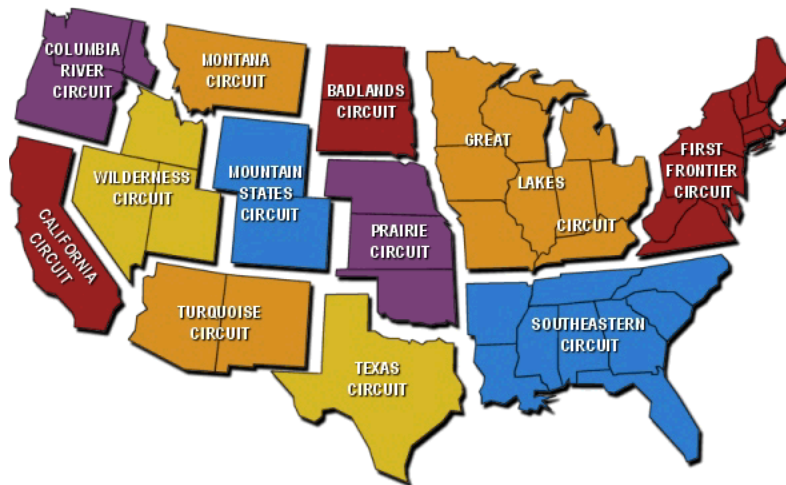 COLUMBIA
RIVER
CIRCUIT
MONTANA
CIRCUIT
BADLANDS
CIRCUIT
GREAT
LAKES
CIRCUIT
FIRST
FRONTIER
CIRCUIT
WILDERNESS
CIRCUIT
MOUNTAIN
STATES
CIRCUIT
PRAIRIE
CIRCUIT
CALIFORNIA
CIRCUIT
TURQUOISE
CIRCUIT
SOUTHEASTERN
CIRCUIT
TEXAS
CIRCUIT